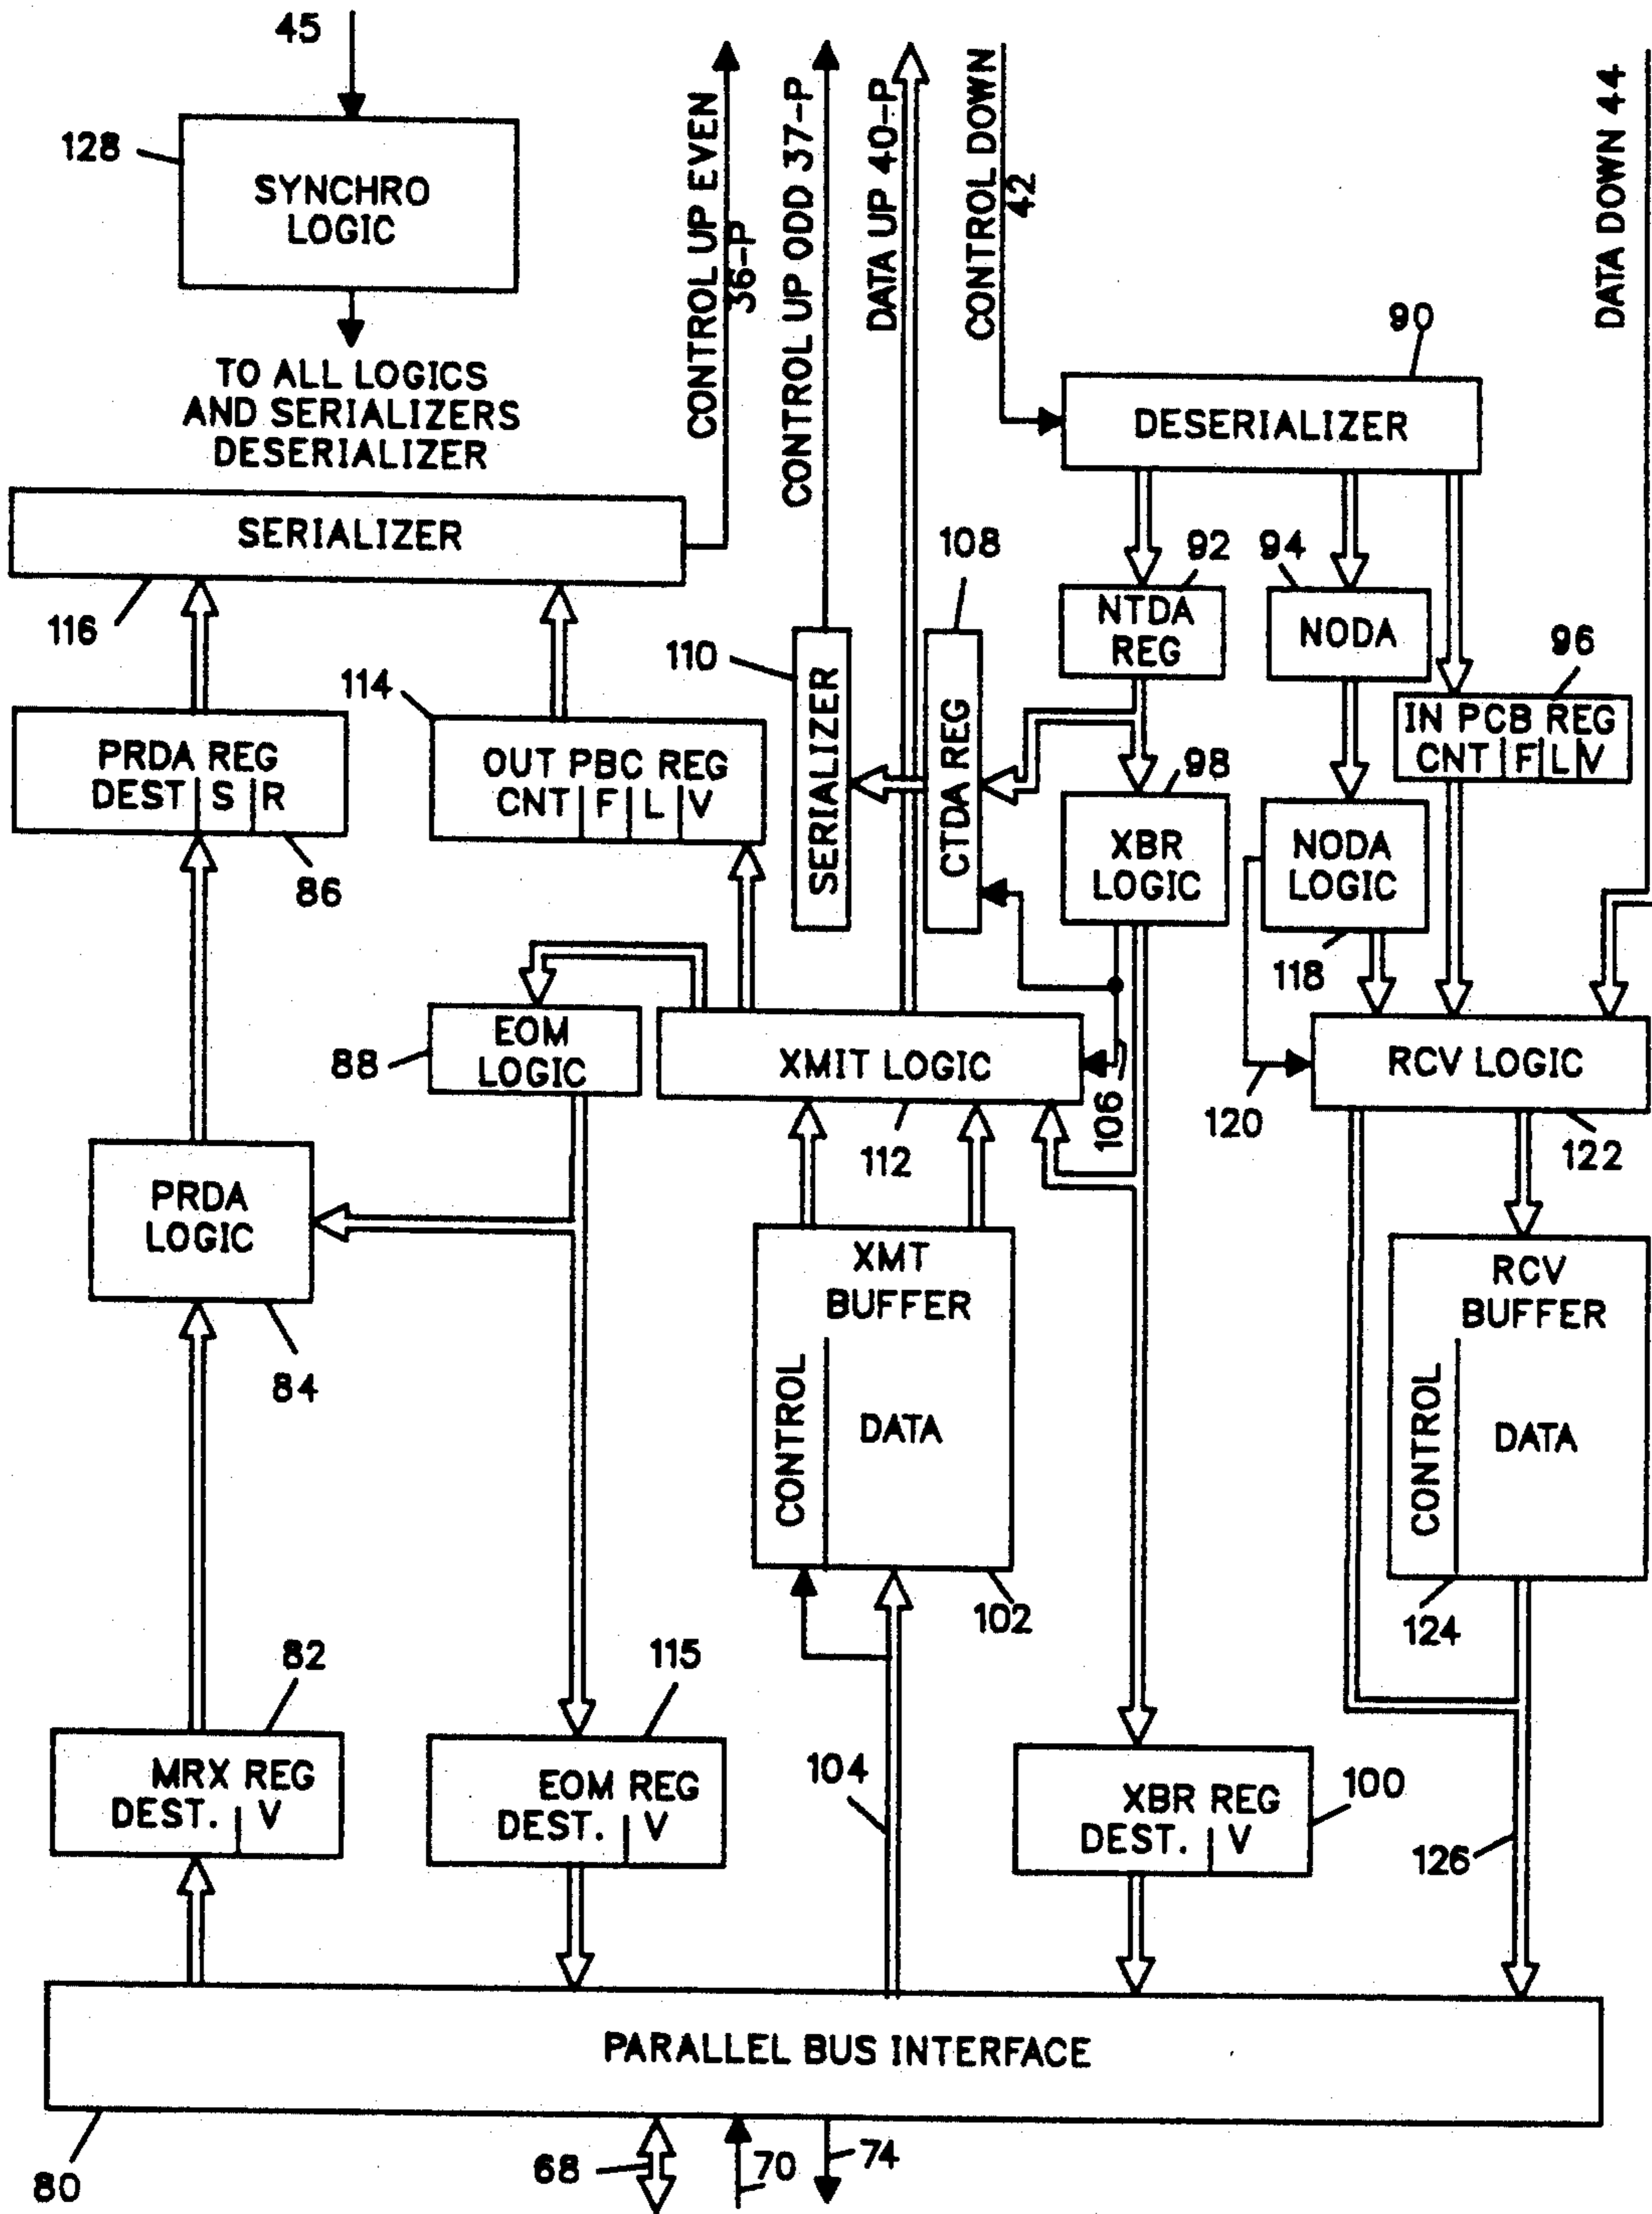 45
128
SYNCHRO
LOGIC
TO ALL LOGICS
AND SERIALIZERS
DESERIALIZER
CONTROL UP EVEN
36-P
CONTROL UP ODD 37-P
DATA UP 40-P
CONTROL DOWN
42
DATA DOWN 44
90
DESERIALIZER
SERIALIZER
116
108
92
NTDA
REG
94
NODA
96
IN PCB REG
CNT F L V
110
SERIALIZER
CTDA REG
114
PRDA REG
DEST S R
86
OUT PBC REG
CNT F L V
98
XBR
LOGIC
NODA
LOGIC
118
EOM
LOGIC
88
XMIT LOGIC
112
106
120
RCV LOGIC
122
PRDA
LOGIC
84
XMT
BUFFER
CONTROL
DATA
102
RCV
BUFFER
CONTROL
DATA
124
82
MRX REG
DEST. V
115
EOM REG
DEST. V
104
XBR REG
DEST. V
100
126
PARALLEL BUS INTERFACE
80
68
70
74